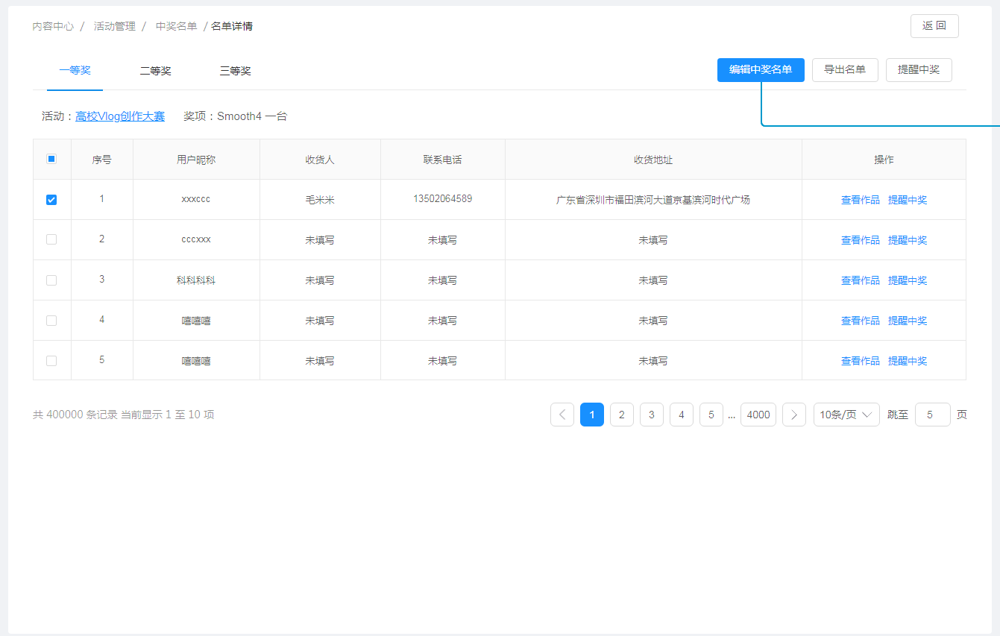 内容中心 / 活动管理 / 中奖名单 / 名单详情 返 回
一等奖 二等奖 三等奖 编辑中奖名单 导出名单 提醒中奖
活动：高校Vlog创作大赛 奖项：Smooth4 一台
序号 用户昵称 收货人 联系电话 收货地址 操作
1 xxxccc 毛米米 13502064589 广东省深圳市福田滨河大道京基滨河时代广场 查看作品 提醒中奖
2 cccxxx 未填写 未填写 未填写 查看作品 提醒中奖
3 科科科科 未填写 未填写 未填写 查看作品 提醒中奖
4 嘻嘻嘻 未填写 未填写 未填写 查看作品 提醒中奖
5 嘻嘻嘻 未填写 未填写 未填写 查看作品 提醒中奖
共 400000 条记录 当前显示 1 至 10 项 1 2 3 4 5 ... 4000 10条/页 跳至 5 页